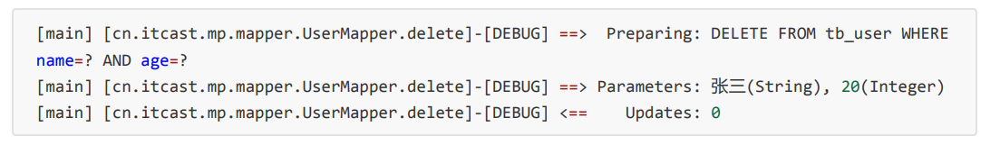 [main] [cn.itcast.mp.mapper.UserMapper.delete]-[DEBUG] ==>  Preparing: DELETE FROM tb_user WHERE
name=? AND age=?
[main] [cn.itcast.mp.mapper.UserMapper.delete]-[DEBUG] ==> Parameters: 张三(String), 20(Integer)
[main] [cn.itcast.mp.mapper.UserMapper.delete]-[DEBUG] <==    Updates: 0